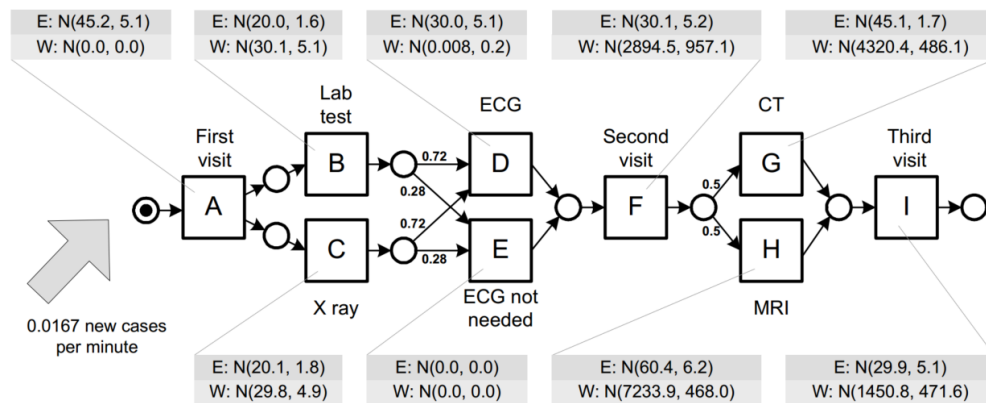 E: N(45.2, 5.1)
W: N(0.0, 0.0)
E: N(20.0, 1.6)
W: N(30.1, 5.1)
E: N(30.0, 5.1)
W: N(0.008, 0.2)
E: N(30.1, 5.2)
W: N(2894.5, 957.1)
E: N(45.1, 1.7)
W: N(4320.4, 486.1)
Lab
test
ECG
CT
First
visit
Second
visit
Third
visit
A
B
C
0.72
0.28
0.72
0.28
D
E
F
0.5
0.5
G
H
I
X ray
ECG not
needed
MRI
0.0167 new cases
per minute
E: N(20.1, 1.8)
W: N(29.8, 4.9)
E: N(0.0, 0.0)
W: N(0.0, 0.0)
E: N(60.4, 6.2)
W: N(7233.9, 468.0)
E: N(29.9, 5.1)
W: N(1450.8, 471.6)